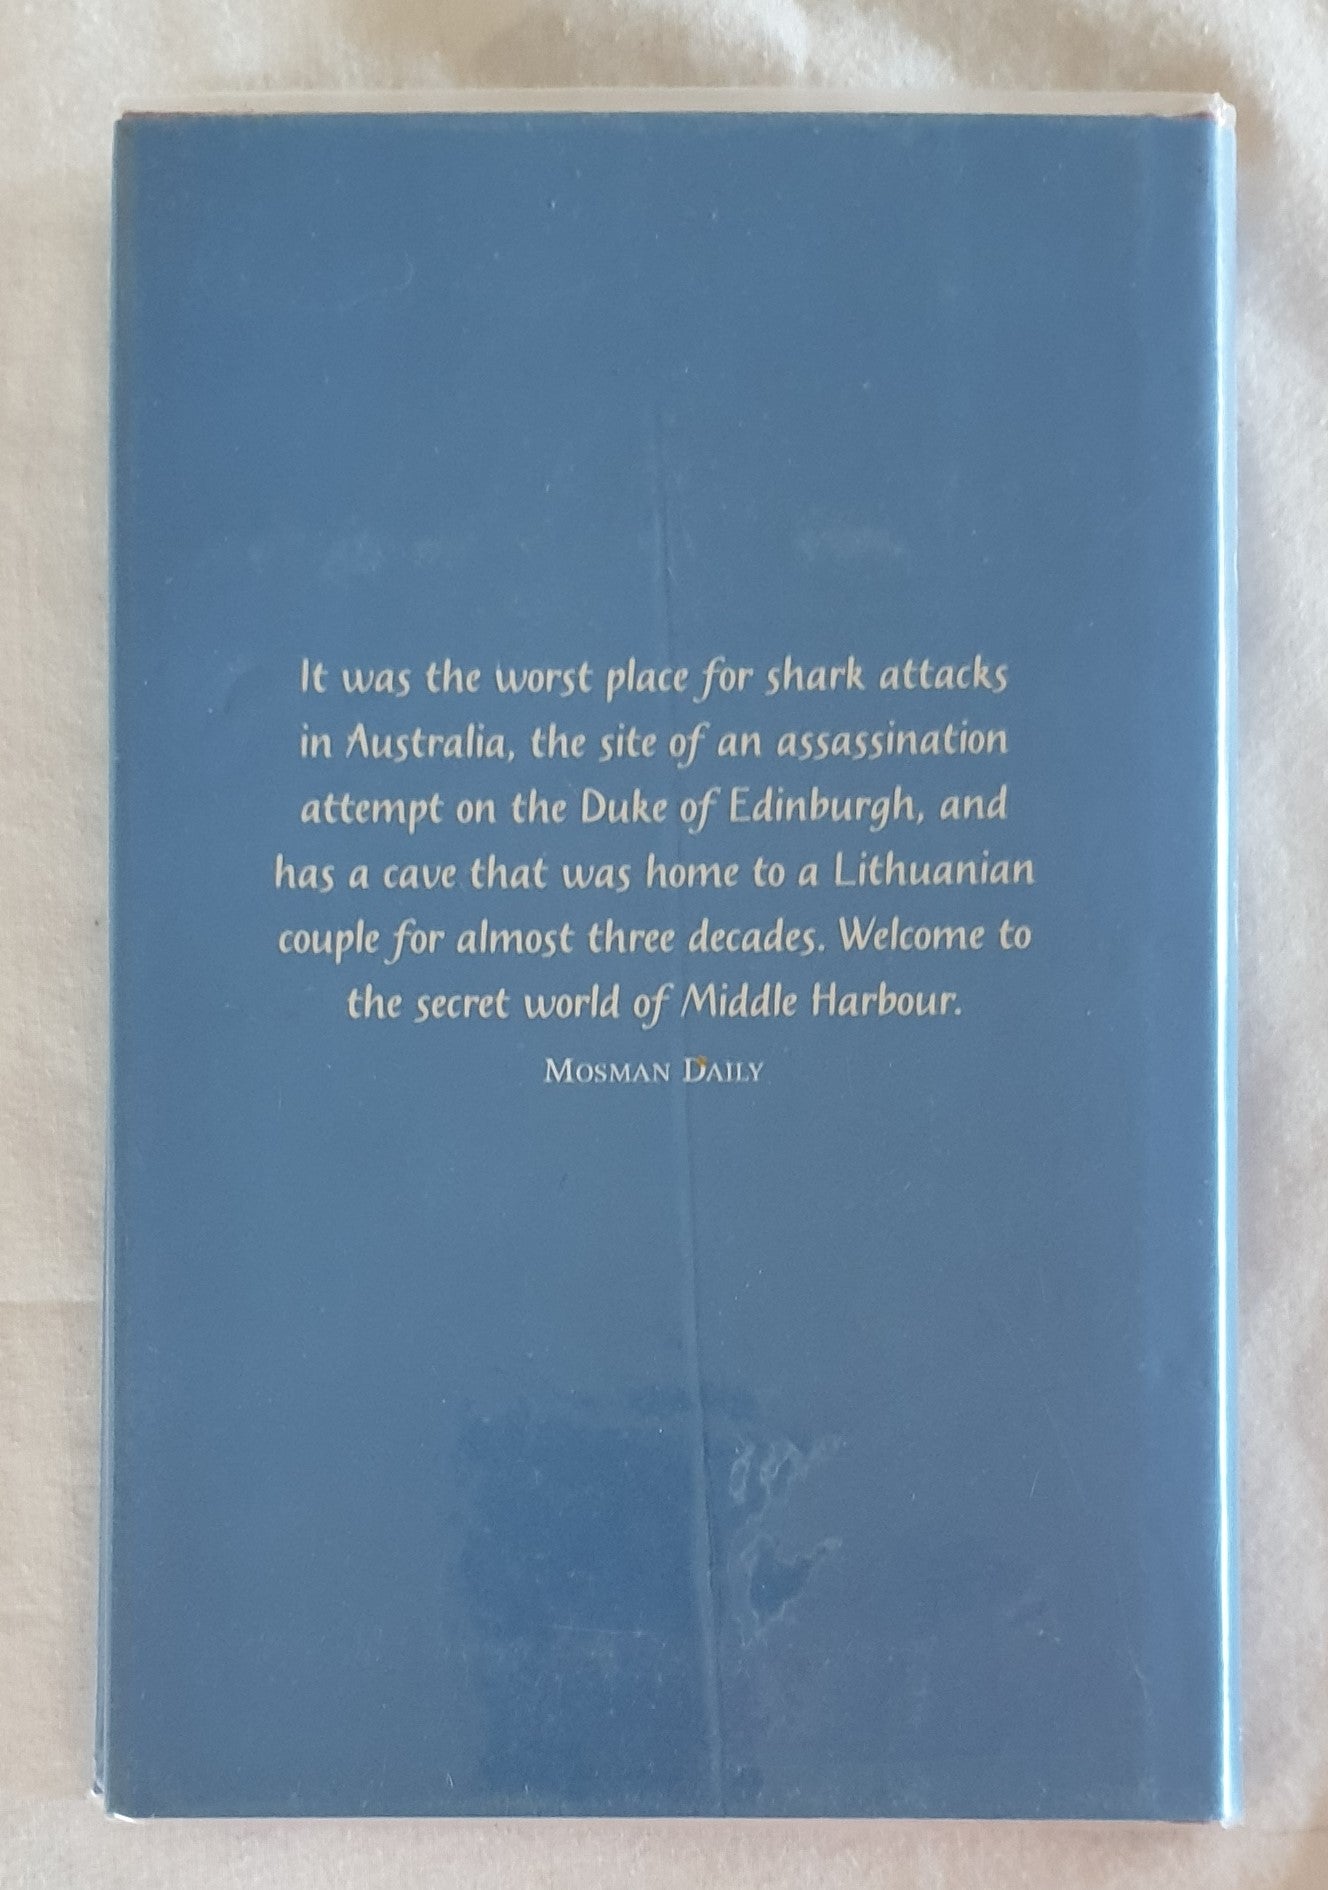 It was the worst place for shark attacks
in Australia, the site of an assassination
attempt on the Duke of Edinburgh, and
has a cave that was home to a Lithuanian
couple for almost three decades. Welcome to
the secret world of Middle Harbour.
MOSMAN DAILY